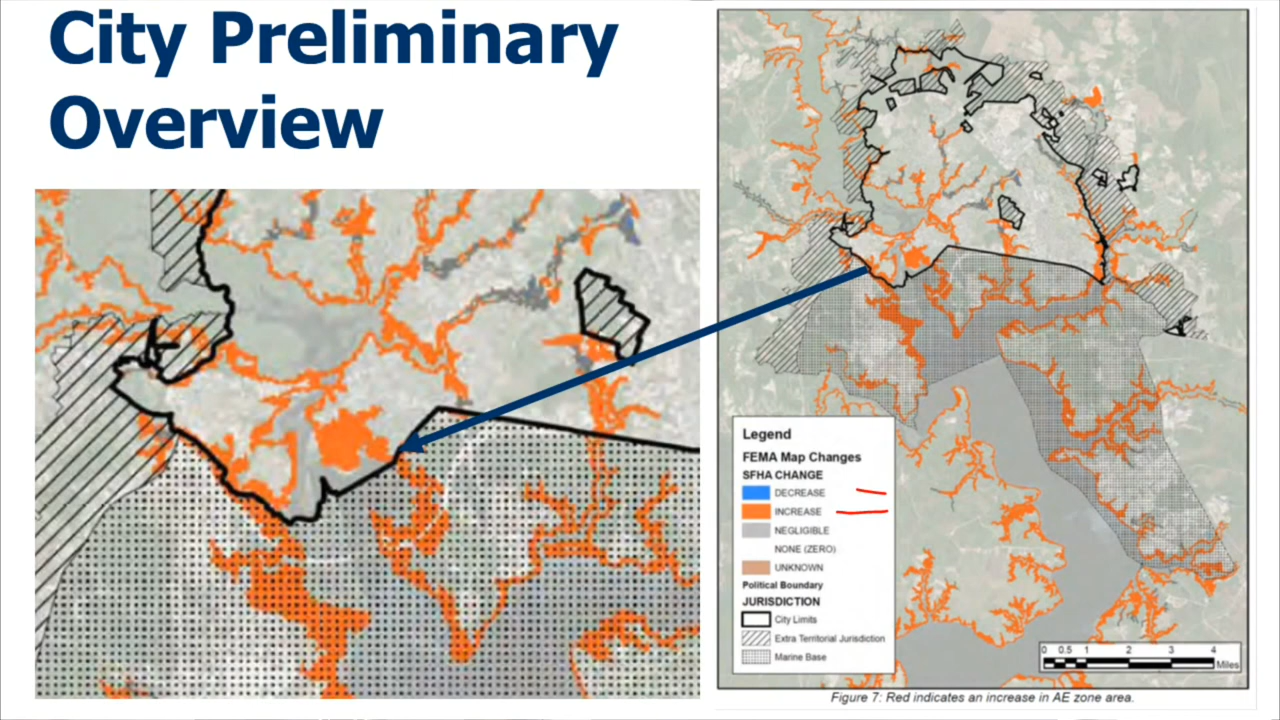 City Preliminary
Overview
Legend
FEMA Map Changes
SFHA CHANGE
DECREASE
INCREASE
NEGLIGIBLE
NONE (ZERO)
UNKNOWN
Political Boundary
JURISDICTION
City Limits
Extra Territorial Jurisdiction
Marine Base
0 0.5 1 2 3 4
Miles
Figure 7: Red indicates an increase in AE zone area.